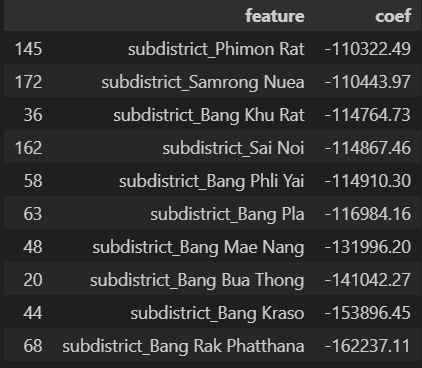 feature coef
145 subdistrict_Phimon Rat -110322.49
172 subdistrict_Samrong Nuea -110443.97
36 subdistrict_Bang Khu Rat -114764.73
162 subdistrict_Sai Noi -114867.46
58 subdistrict_Bang Phli Yai -114910.30
63 subdistrict_Bang Pla -116984.16
48 subdistrict_Bang Mae Nang -131996.20
20 subdistrict_Bang Bua Thong -141042.27
44 subdistrict_Bang Kraso -153896.45
68 subdistrict_Bang Rak Phatthana -162237.11